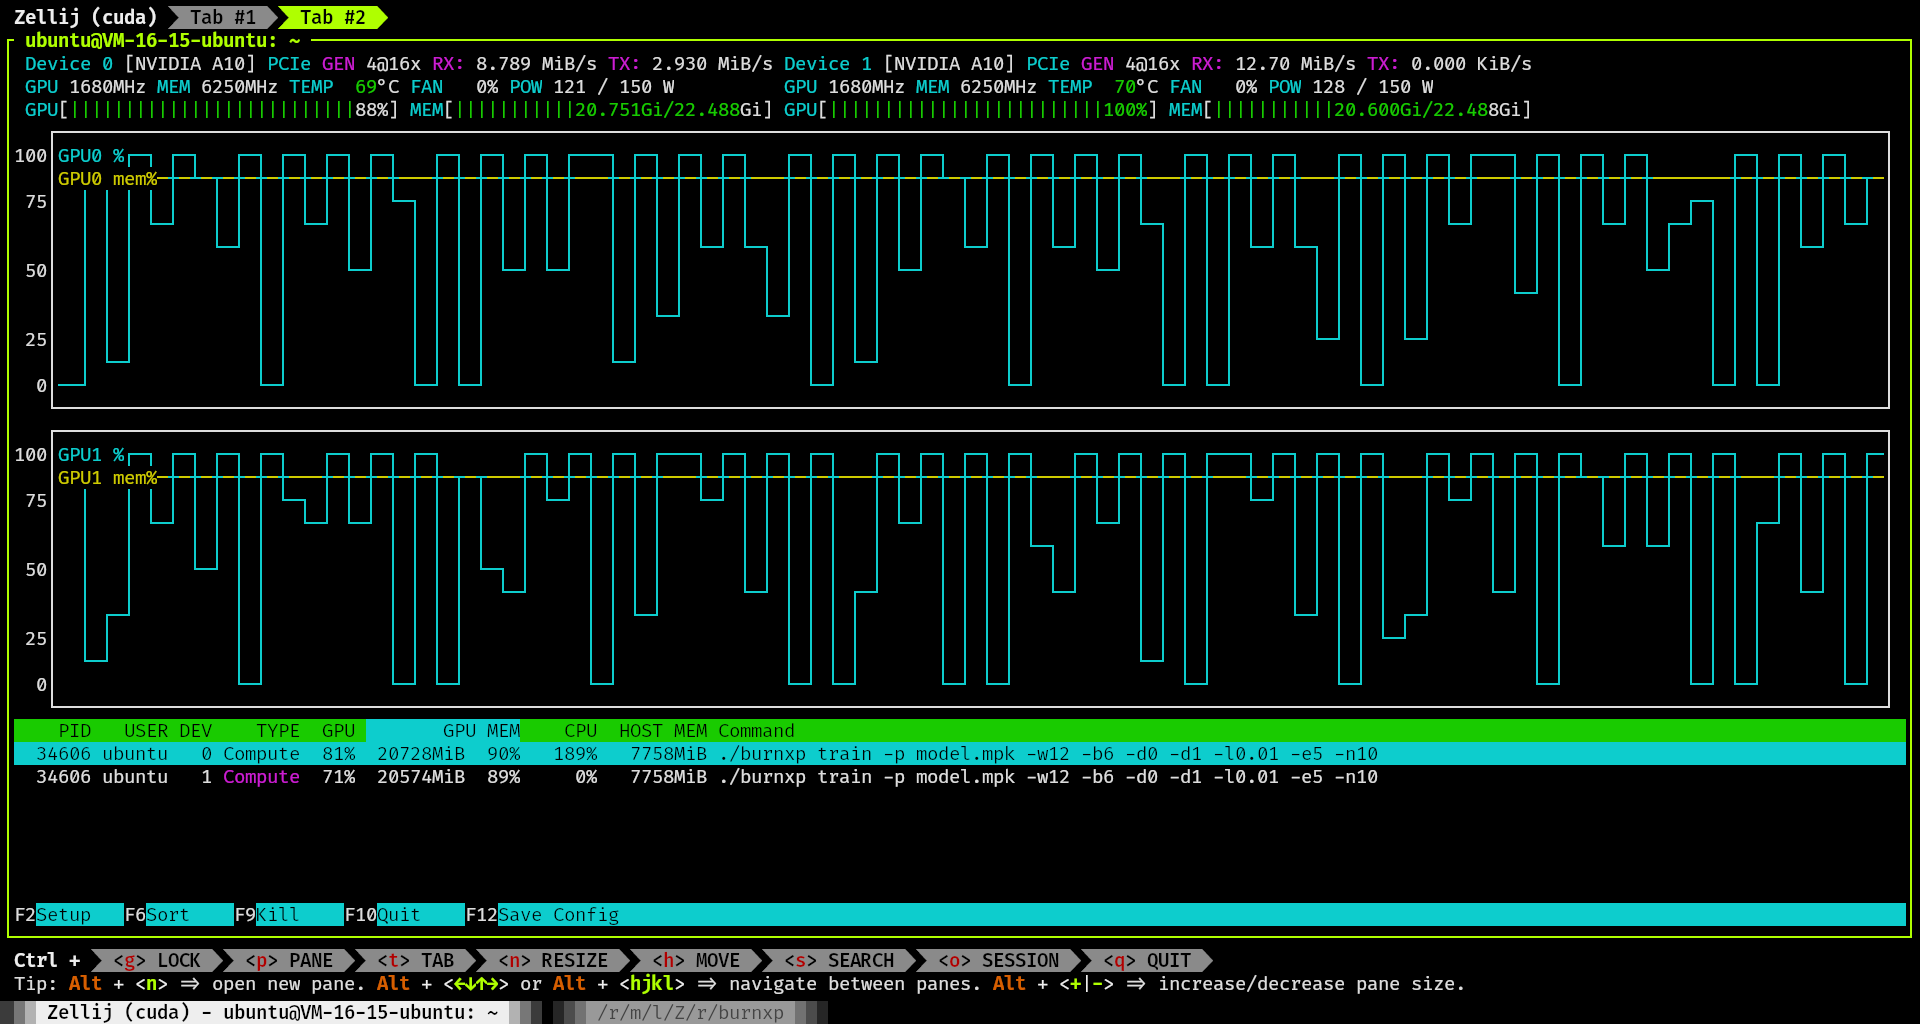 Zellij (cuda) Tab #1 Tab #2
ubuntu@VM-16-15-ubuntu: ~
Device 0 [NVIDIA A10] PCIe GEN 4@16x RX: 8.789 MiB/s TX: 2.930 MiB/s Device 1 [NVIDIA A10] PCIe GEN 4@16x RX: 12.70 MiB/s TX: 0.000 KiB/s
GPU 1680MHz MEM 6250MHz TEMP 69°C FAN 0% POW 121 / 150 W GPU 1680MHz MEM 6250MHz TEMP 70°C FAN 0% POW 128 / 150 W
GPU[||||||||||||||||||||||||||88%] MEM[|||||||||||20.751Gi/22.488Gi] GPU[|||||||||||||||||||||||||100%] MEM[|||||||||||20.600Gi/22.488Gi]
100 GPU0 %
GPU0 mem%
75
50
25
0
100 GPU1 %
GPU1 mem%
75
50
25
0
PID USER DEV TYPE GPU GPU MEM CPU HOST MEM Command
34606 ubuntu 0 Compute 81% 20728MiB 90% 189% 7758MiB ./burnxp train -p model.mpk -w12 -b6 -d0 -d1 -l0.01 -e5 -n10
34606 ubuntu 1 Compute 71% 20574MiB 89% 0% 7758MiB ./burnxp train -p model.mpk -w12 -b6 -d0 -d1 -l0.01 -e5 -n10
F2Setup F6Sort F9Kill F10Quit F12Save Config
Ctrl + <g> LOCK <p> PANE <t> TAB <n> RESIZE <h> MOVE <s> SEARCH <o> SESSION <q> QUIT
Tip: Alt + <n> => open new pane. Alt + <←↓↑→> or Alt + <hjkl> => navigate between panes. Alt + <+|-> => increase/decrease pane size.
Zellij (cuda) - ubuntu@VM-16-15-ubuntu: ~ /r/m/l/Z/r/burnxp